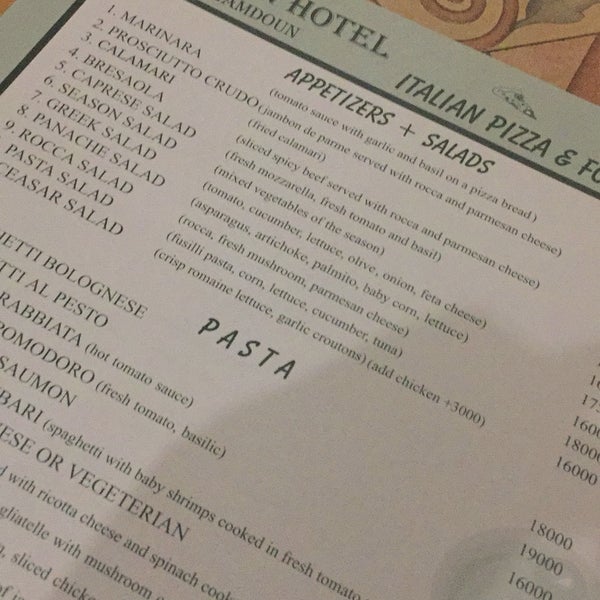 HOTEL
AMDOUN
ITALIAN PIZZA & FO
APPETIZERS + SALADS
1. MARINARA (tomato sauce with garlic and basil on a pizza bread)
2. PROSCIUTTO CRUDO (jambon de parme served with rocca and parmesan cheese)
3. CALAMARI (fried calamari)
4. BRESAOLA (sliced spicy beef served with rocca and parmesan cheese)
5. CAPRESE SALAD (fresh mozzarella, fresh tomato and basil)
6. SEASON SALAD (mixed vegetables of the season)
7. GREEK SALAD (tomato, cucumber, lettuce, olive, onion, feta cheese)
8. PANACHE SALAD (asparagus, artichoke, palmito, baby corn, lettuce)
9. ROCCA SALAD (rocca, fresh mushroom, parmesan cheese)
PASTA SALAD (fusilli pasta, corn, lettuce, cucumber, tuna)
CEASAR SALAD (crisp romaine lettuce, garlic croutons) (add chicken +3000)
1600
18000
16000
PASTA
HETTI BOLOGNESE
TTI AL PESTO
RABBIATA (hot tomato sauce)
POMODORO (fresh tomato, basilic)
SAUMON
BARI (spaghetti with baby shrimps cooked in fresh tomato
ESE OR VEGETERIAN
d with ricotta cheese and spinach cook
gliatelle with mushroom
sliced chicke
18000
19000
16000